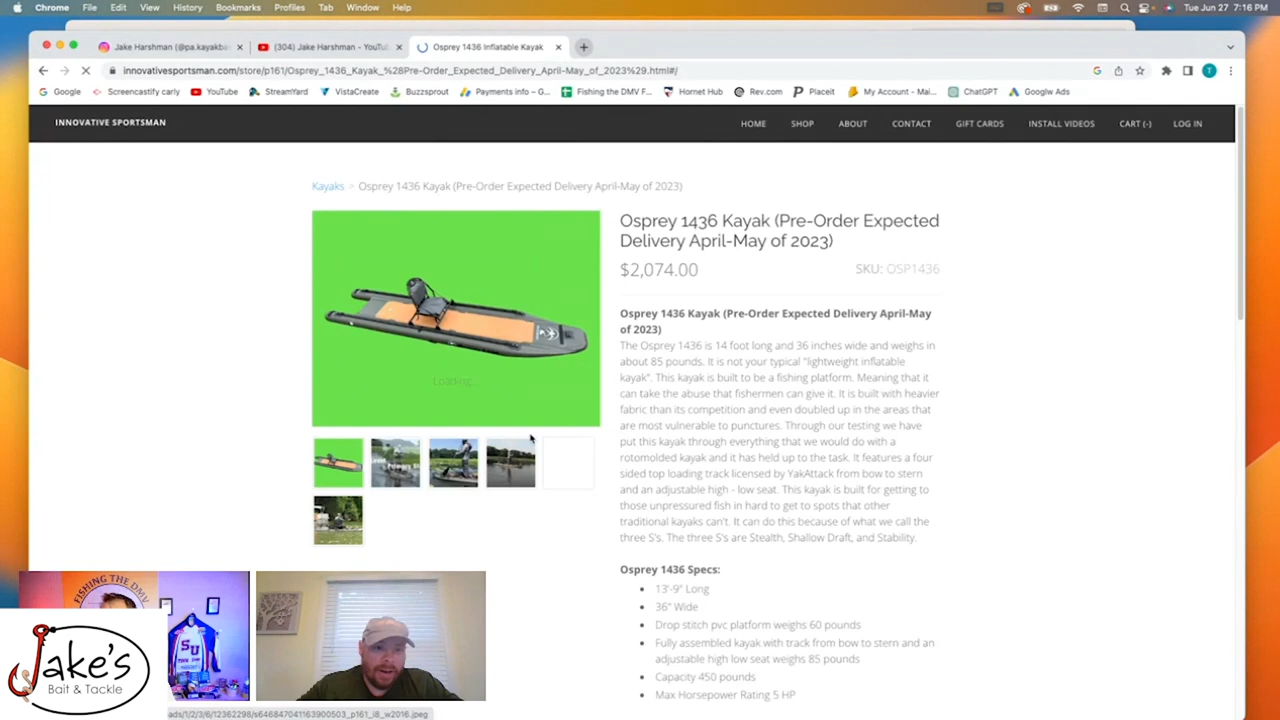 Chrome File Edit View History Bookmarks Profiles Tab Window Help Tue Jun 27 7:16 PM
Jake Harshman (@pa.kayakba (304) Jake Harshman - YouTu Osprey 1436 Inflatable Kayak
innovativesportsman.com/store/p161/Osprey_1436_Kayak_%28Pre-Order_Expected_Delivery_April-May_of_2023%29.html#/
Google Screencastify carly YouTube StreamYard VistaCreate Buzzsprout Payments info – G... Fishing the DMV F... Hornet Hub Rev.com Placeit My Account - Mai... ChatGPT Googlw Ads
INNOVATIVE SPORTSMAN HOME SHOP ABOUT CONTACT GIFT CARDS INSTALL VIDEOS CART (-) LOG IN
Kayaks > Osprey 1436 Kayak (Pre-Order Expected Delivery April-May of 2023)
Osprey 1436 Kayak (Pre-Order Expected
Delivery April-May of 2023)
$2,074.00 SKU: OSP1436
Osprey 1436 Kayak (Pre-Order Expected Delivery April-May
of 2023)
The Osprey 1436 is 14 foot long and 36 inches wide and weighs in
about 85 pounds. It is not your typical "lightweight inflatable
kayak". This kayak is built to be a fishing platform. Meaning that it
can take the abuse that fishermen can give it. It is built with heavier
fabric than its competition and even doubled up in the areas that
are most vulnerable to punctures. Through our testing we have
put this kayak through everything that we would do with a
rotomolded kayak and it has held up to the task. It features a four
sided top loading track licensed by YakAttack from bow to stern
and an adjustable high - low seat. This kayak is built for getting to
those unpressured fish in hard to get to spots that other
traditional kayaks can't. It can do this because of what we call the
three S's. The three S's are Stealth, Shallow Draft, and Stability.
Loading...
Osprey 1436 Specs:
13'-9" Long
36" Wide
Drop stitch pvc platform weighs 60 pounds
Fully assembled kayak with track from bow to stern and an
adjustable high low seat weighs 85 pounds
Capacity 450 pounds
Max Horsepower Rating 5 HP
FISHING THE DMV
SU
Jake's
Bait & Tackle
ads/1/2/3/6/12362298/s646847041163900503_p161_i8_w2016.jpeg